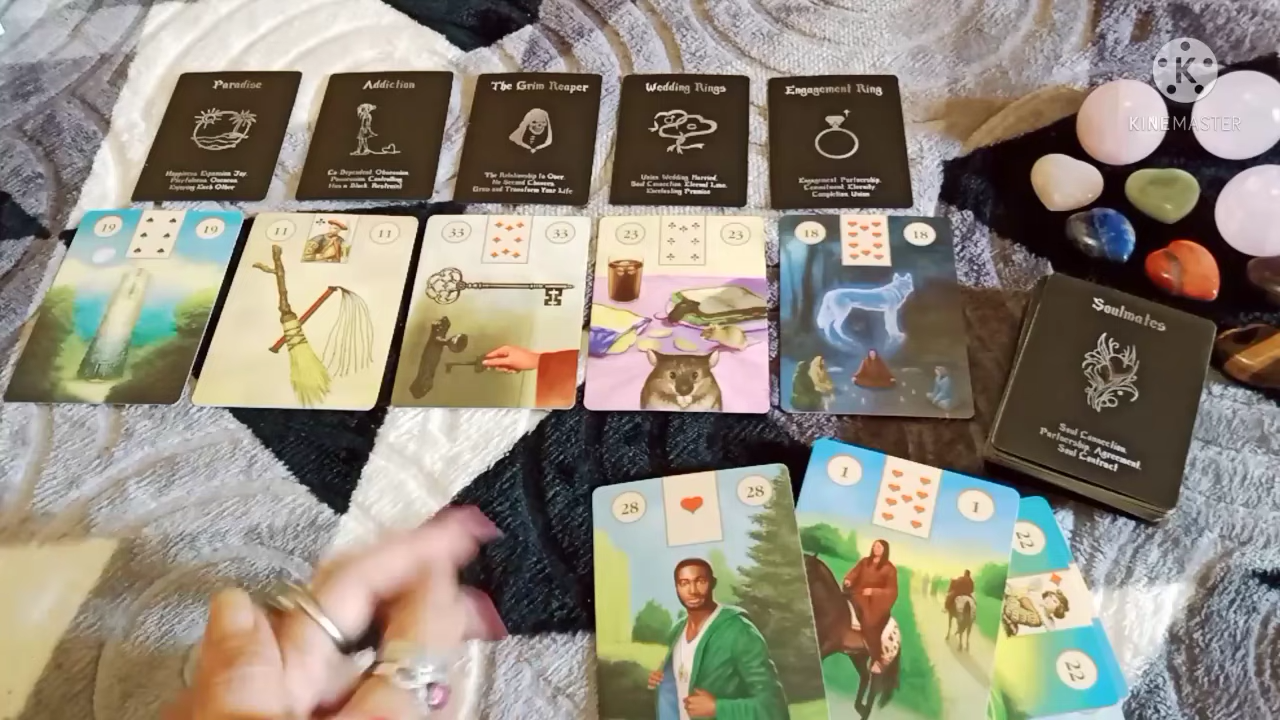 Paradise
Happiness Expansion Joy.
Playfulness, Oneness.
Enjoying Each Other
Addiction
Co Dependent Obsession.
Possession, Controlling
Has a Black
The Grim Reaper
The Relationship Is Over.
No Second Chances.
Grow and Transform Your Life
Wedding Rings
Union Wedding, Married.
Soul Connection, Eternal Love.
Everlasting Promise
Engagement Ring
Engagement Partnership.
Commitment, Eternity.
Completion, Union
K
KINEMASTER
19 19
11 11
33 33
23 23
18 18
Soulmates
Soul Connection.
Partnership, Agreement.
Soul Contract
28 28
1 1
22
22